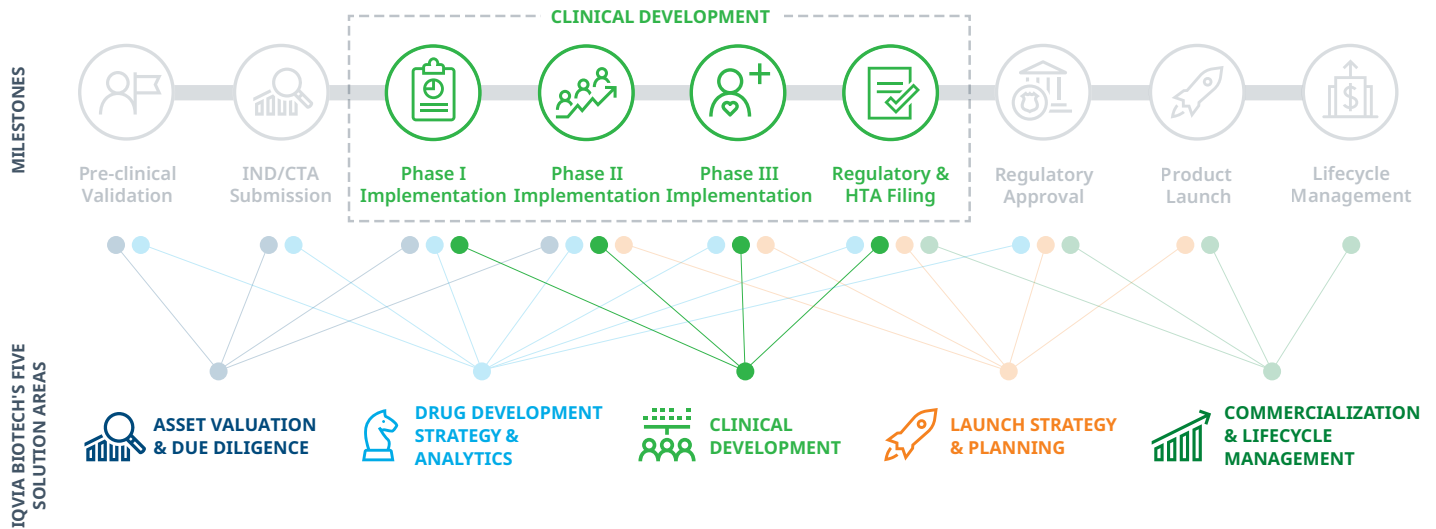 CLINICAL DEVELOPMENT
MILESTONES
Pre-clinical
Validation
IND/CTA
Submission
Phase I
Implementation
Phase II
Implementation
Phase III
Implementation
Regulatory &
HTA Filing
Regulatory
Approval
Product
Launch
Lifecycle
Management
$
IQVIA BIOTECH'S FIVE
SOLUTION AREAS
ASSET VALUATION
& DUE DILIGENCE
DRUG DEVELOPMENT
STRATEGY &
ANALYTICS
CLINICAL
DEVELOPMENT
LAUNCH STRATEGY
& PLANNING
COMMERCIALIZATION
& LIFECYCLE
MANAGEMENT